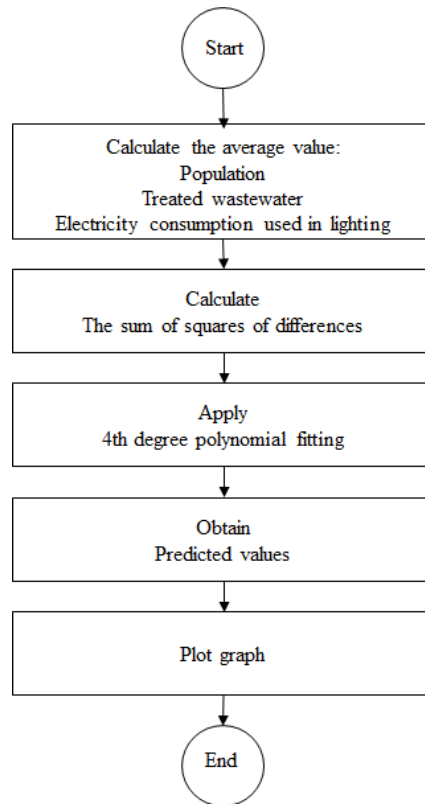 Start
Calculate the average value:
Population
Treated wastewater
Electricity consumption used in lighting
Calculate
The sum of squares of differences
Apply
4th degree polynomial fitting
Obtain
Predicted values
Plot graph
End